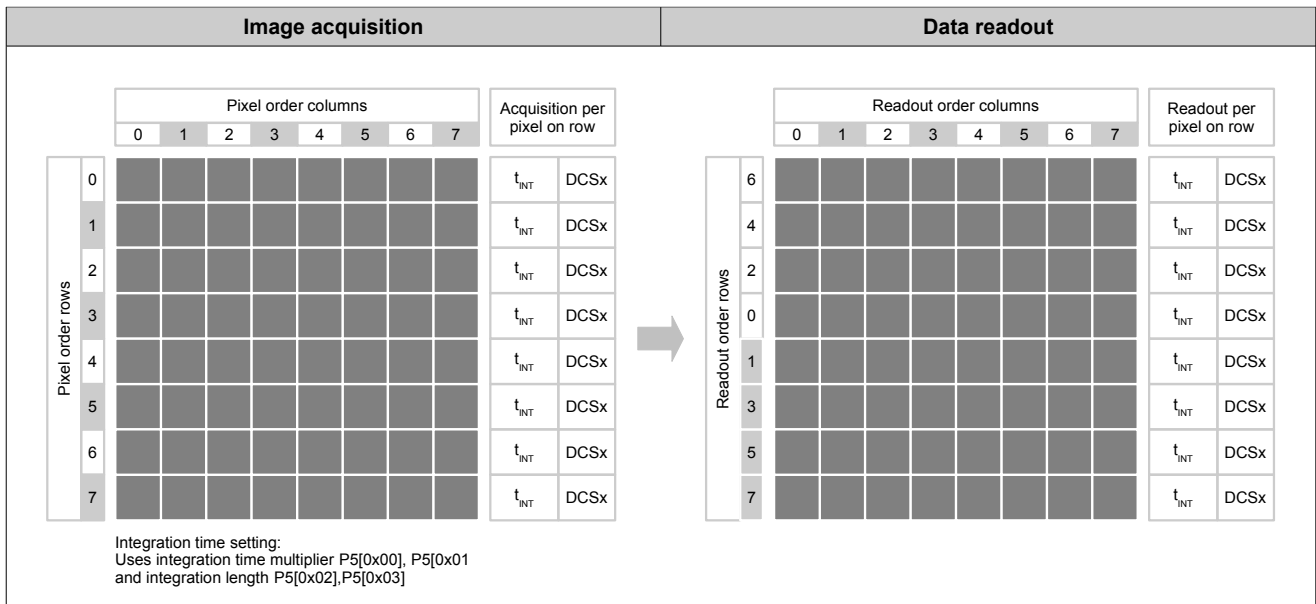 Image acquisition
Data readout
Pixel order columns
Acquisition per
pixel on row
0 1 2 3 4 5 6 7
Pixel order rows
0 t_INT DCSx
1 t_INT DCSx
2 t_INT DCSx
3 t_INT DCSx
4 t_INT DCSx
5 t_INT DCSx
6 t_INT DCSx
7 t_INT DCSx
Integration time setting:
Uses integration time multiplier P5[0x00], P5[0x01
and integration length P5[0x02],P5[0x03]
Readout order columns
Readout per
pixel on row
0 1 2 3 4 5 6 7
Readout order rows
6 t_INT DCSx
4 t_INT DCSx
2 t_INT DCSx
0 t_INT DCSx
1 t_INT DCSx
3 t_INT DCSx
5 t_INT DCSx
7 t_INT DCSx